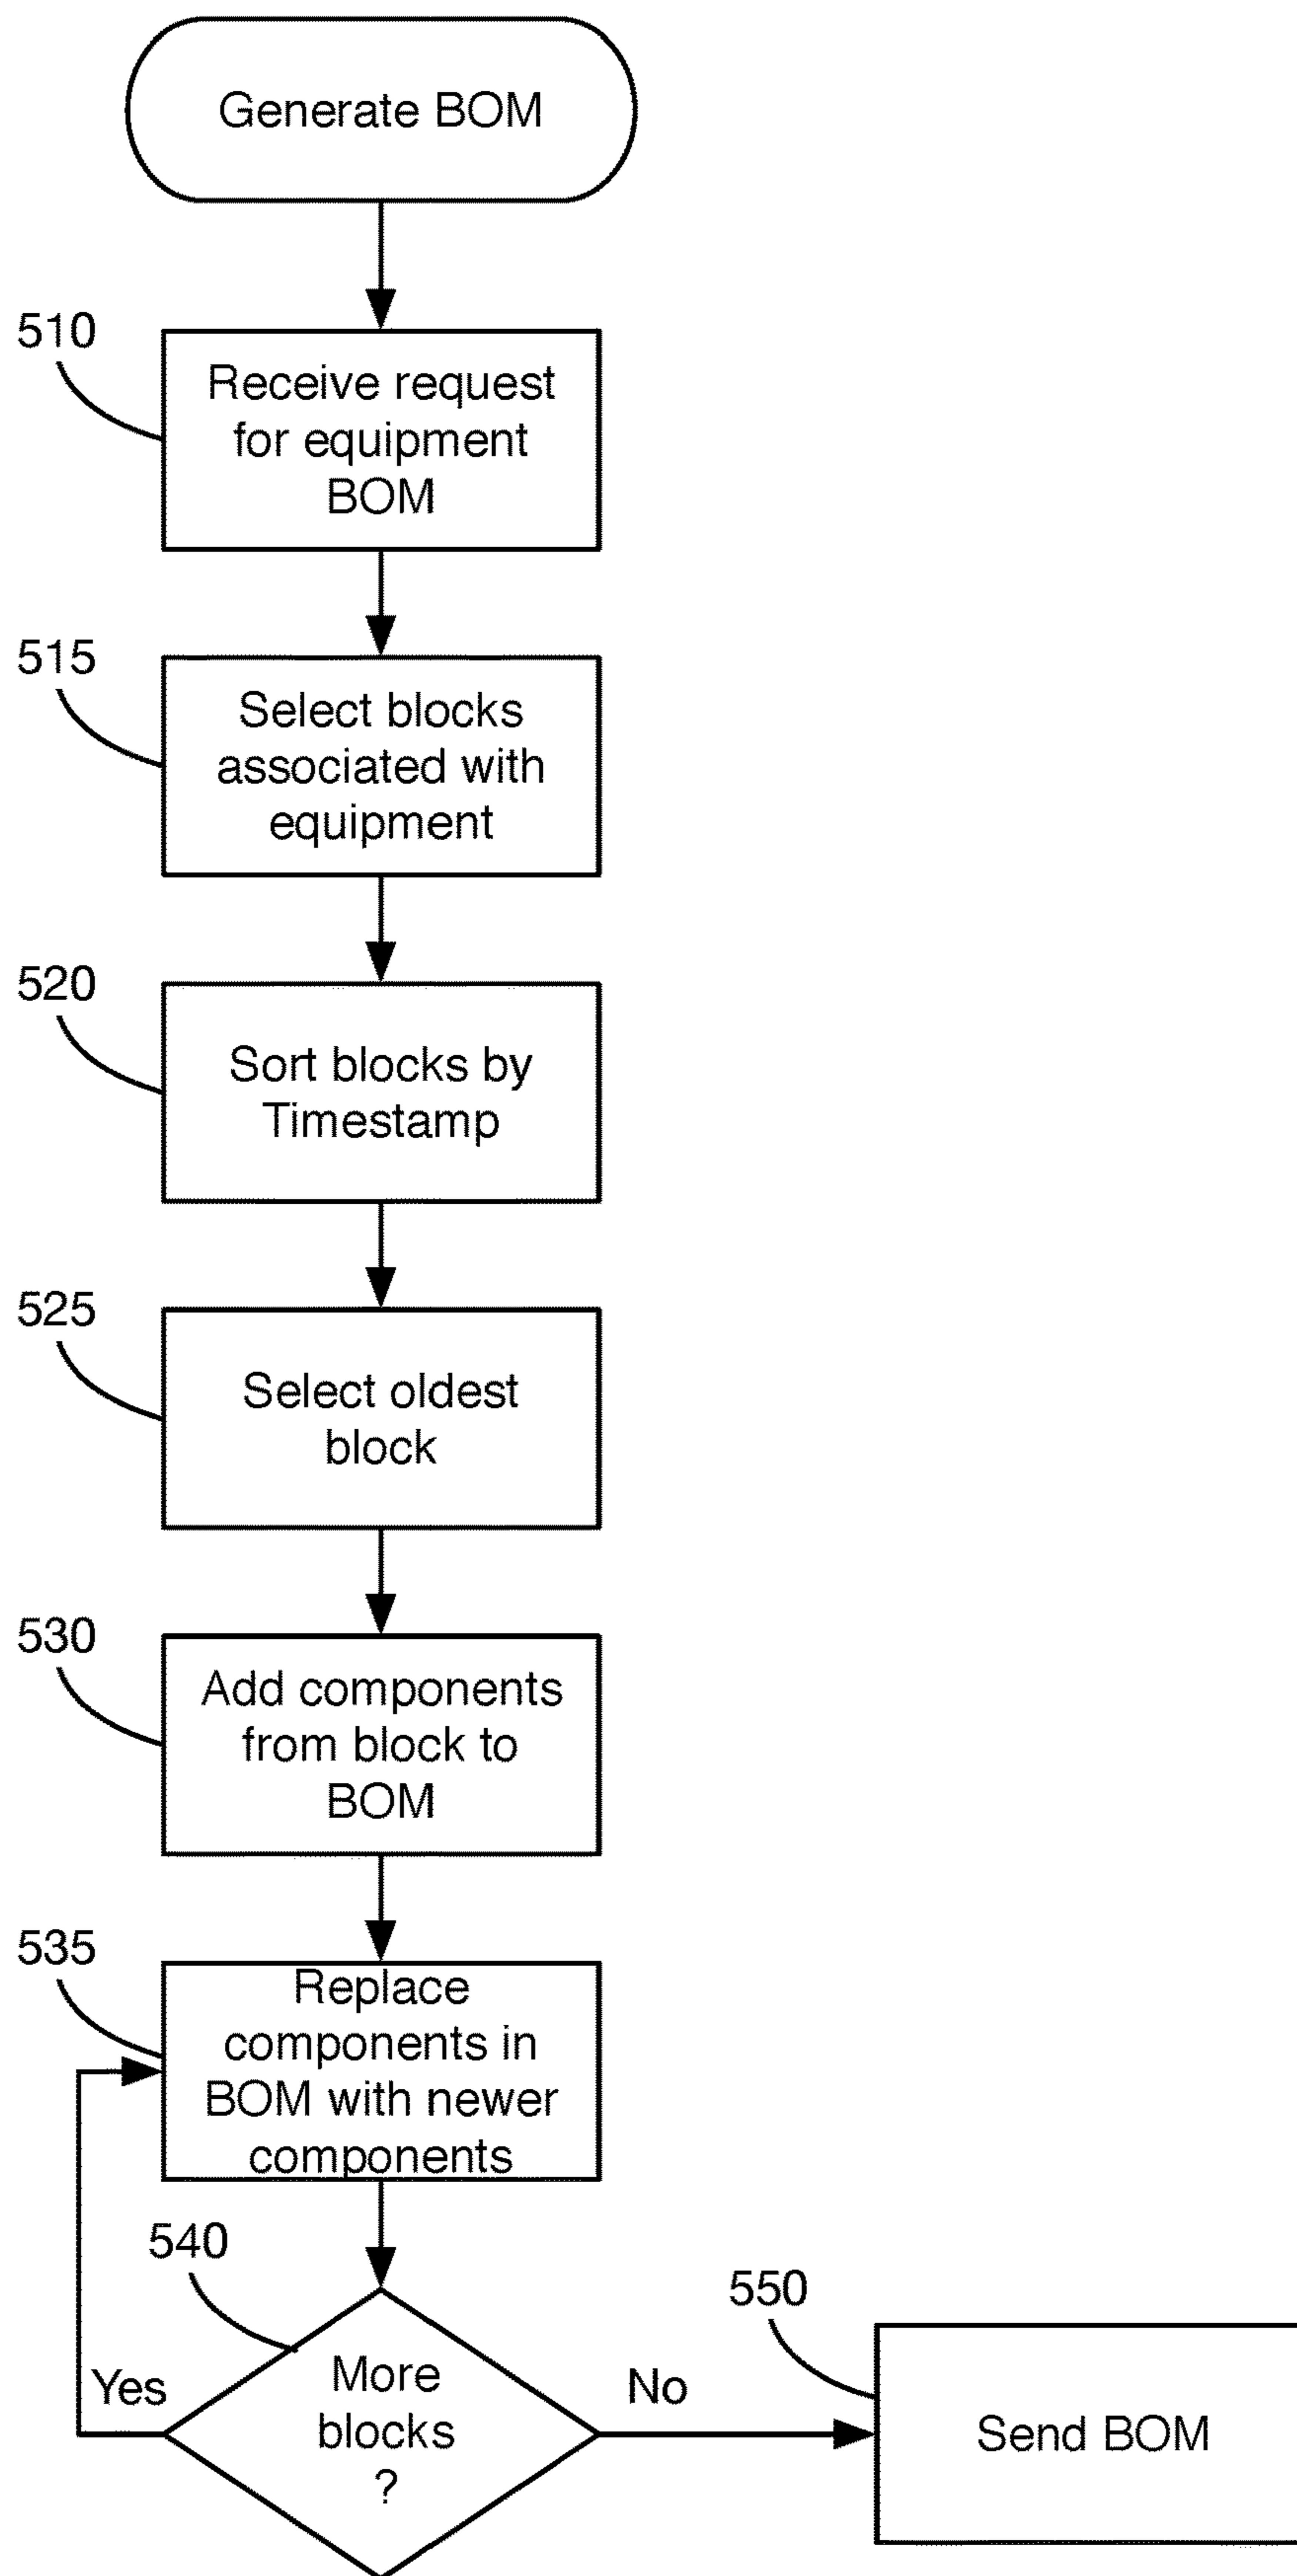 Generate BOM
510
Receive request
for equipment
BOM
515
Select blocks
associated with
equipment
520
Sort blocks by
Timestamp
525
Select oldest
block
530
Add components
from block to
BOM
535
Replace
components in
BOM with newer
components
540
More
blocks
?
Yes
No
550
Send BOM